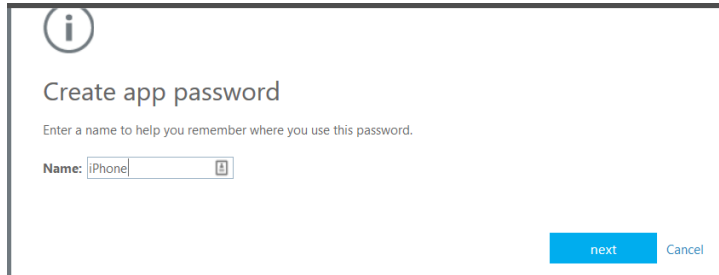 Create app password
Enter a name to help you remember where you use this password.
Name: iPhone
next Cancel